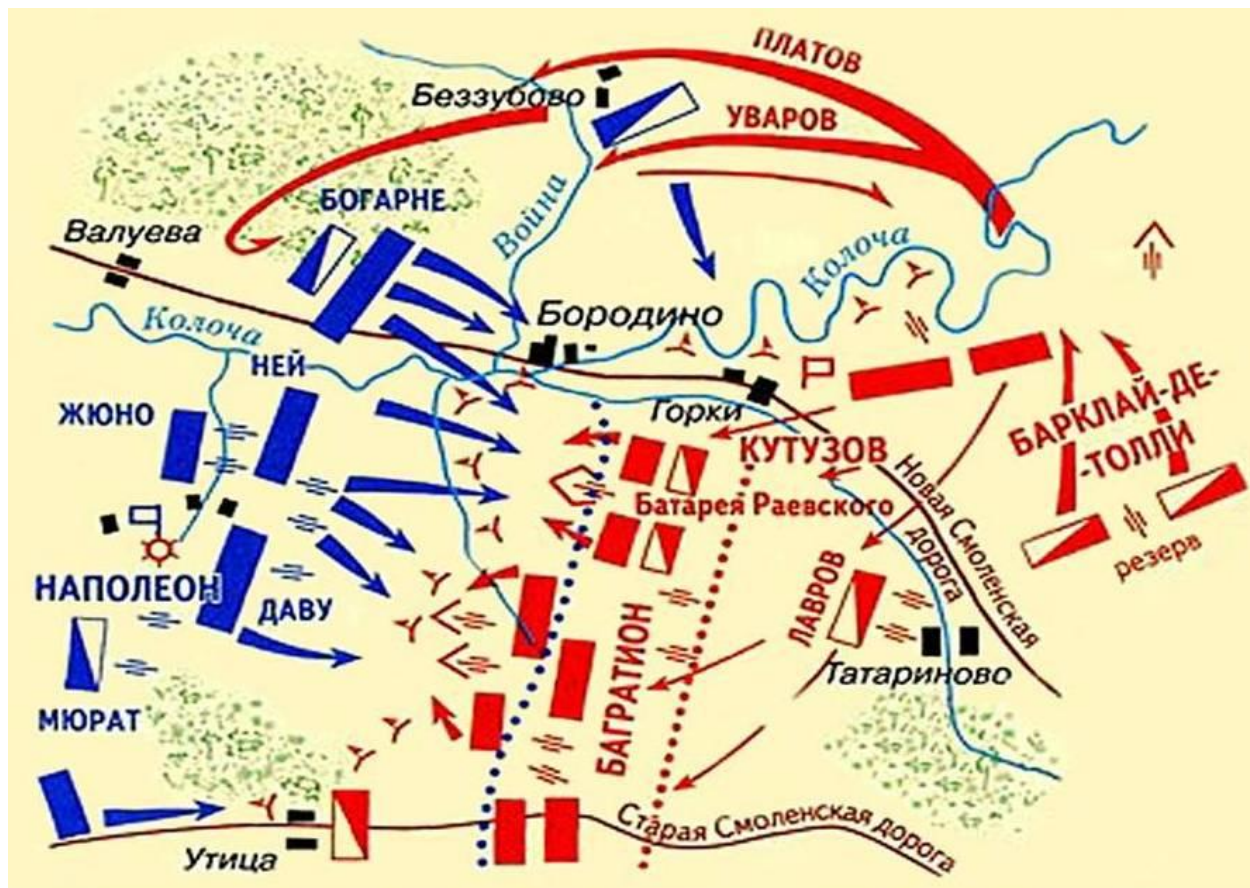 ПЛАТОВ
Беззубово
УВАРОВ
БОГАРНЕ
Война
Валуева
Колоча
Колоча
Бородино
НЕЙ
ЖЮНО
Горки
КУТУЗОВ
БАРКЛАЙ-ДЕ-
-ТОЛЛИ
Батарея Раевского
Новая Смоленская
дорога
резерв
НАПОЛЕОН
ДАВУ
ЛАВРОВ
БАГРАТИОН
Татариново
МЮРАТ
Утица
Старая Смоленская дорога